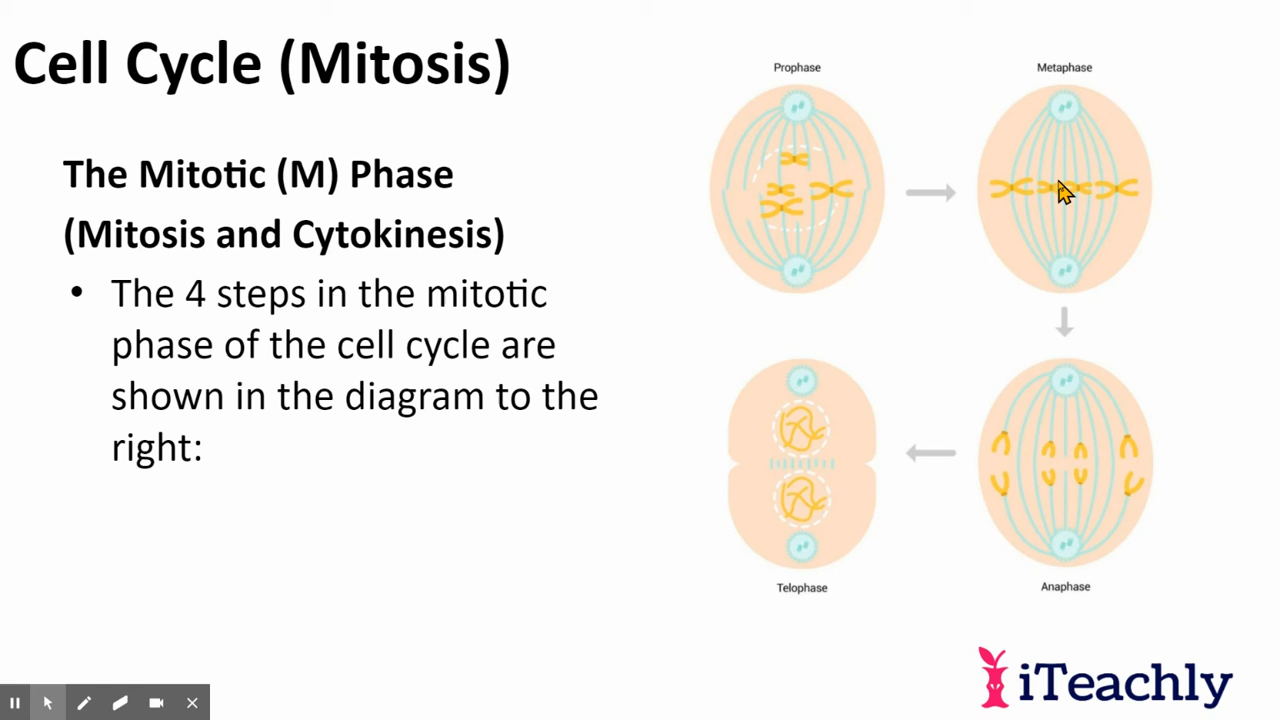 Cell Cycle (Mitosis)
The Mitotic (M) Phase
(Mitosis and Cytokinesis)
• The 4 steps in the mitotic
phase of the cell cycle are
shown in the diagram to the
right:
Prophase
Metaphase
Telophase
Anaphase
iTeachly